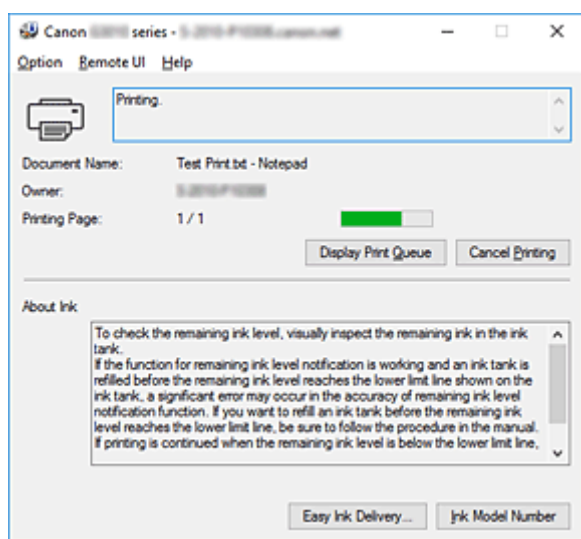 Canon series -
Option Remote UI Help
Printing.
Document Name: Test Print.txt - Notepad
Owner:
Printing Page: 1 / 1
Display Print Queue Cancel Printing
About Ink
To check the remaining ink level, visually inspect the remaining ink in the ink
tank.
If the function for remaining ink level notification is working and an ink tank is
refilled before the remaining ink level reaches the lower limit line shown on the
ink tank, a significant error may occur in the accuracy of remaining ink level
notification function. If you want to refill an ink tank before the remaining ink
level reaches the lower limit line, be sure to follow the procedure in the manual.
If printing is continued when the remaining ink level is below the lower limit line,
Easy Ink Delivery... Ink Model Number